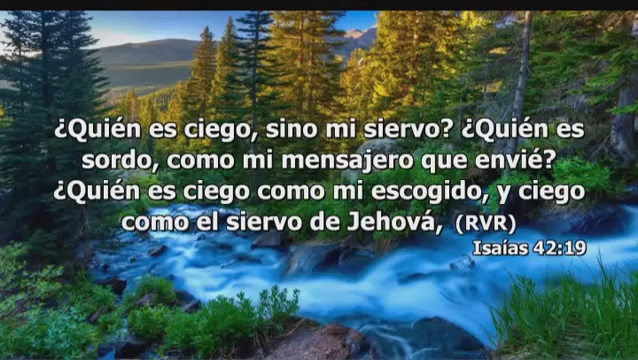 ¿Quién es ciego, sino mi siervo? ¿Quién es
sordo, como mi mensajero que envié?
¿Quién es ciego como mi escogido, y ciego
como el siervo de Jehová, (RVR)
Isaías 42:19